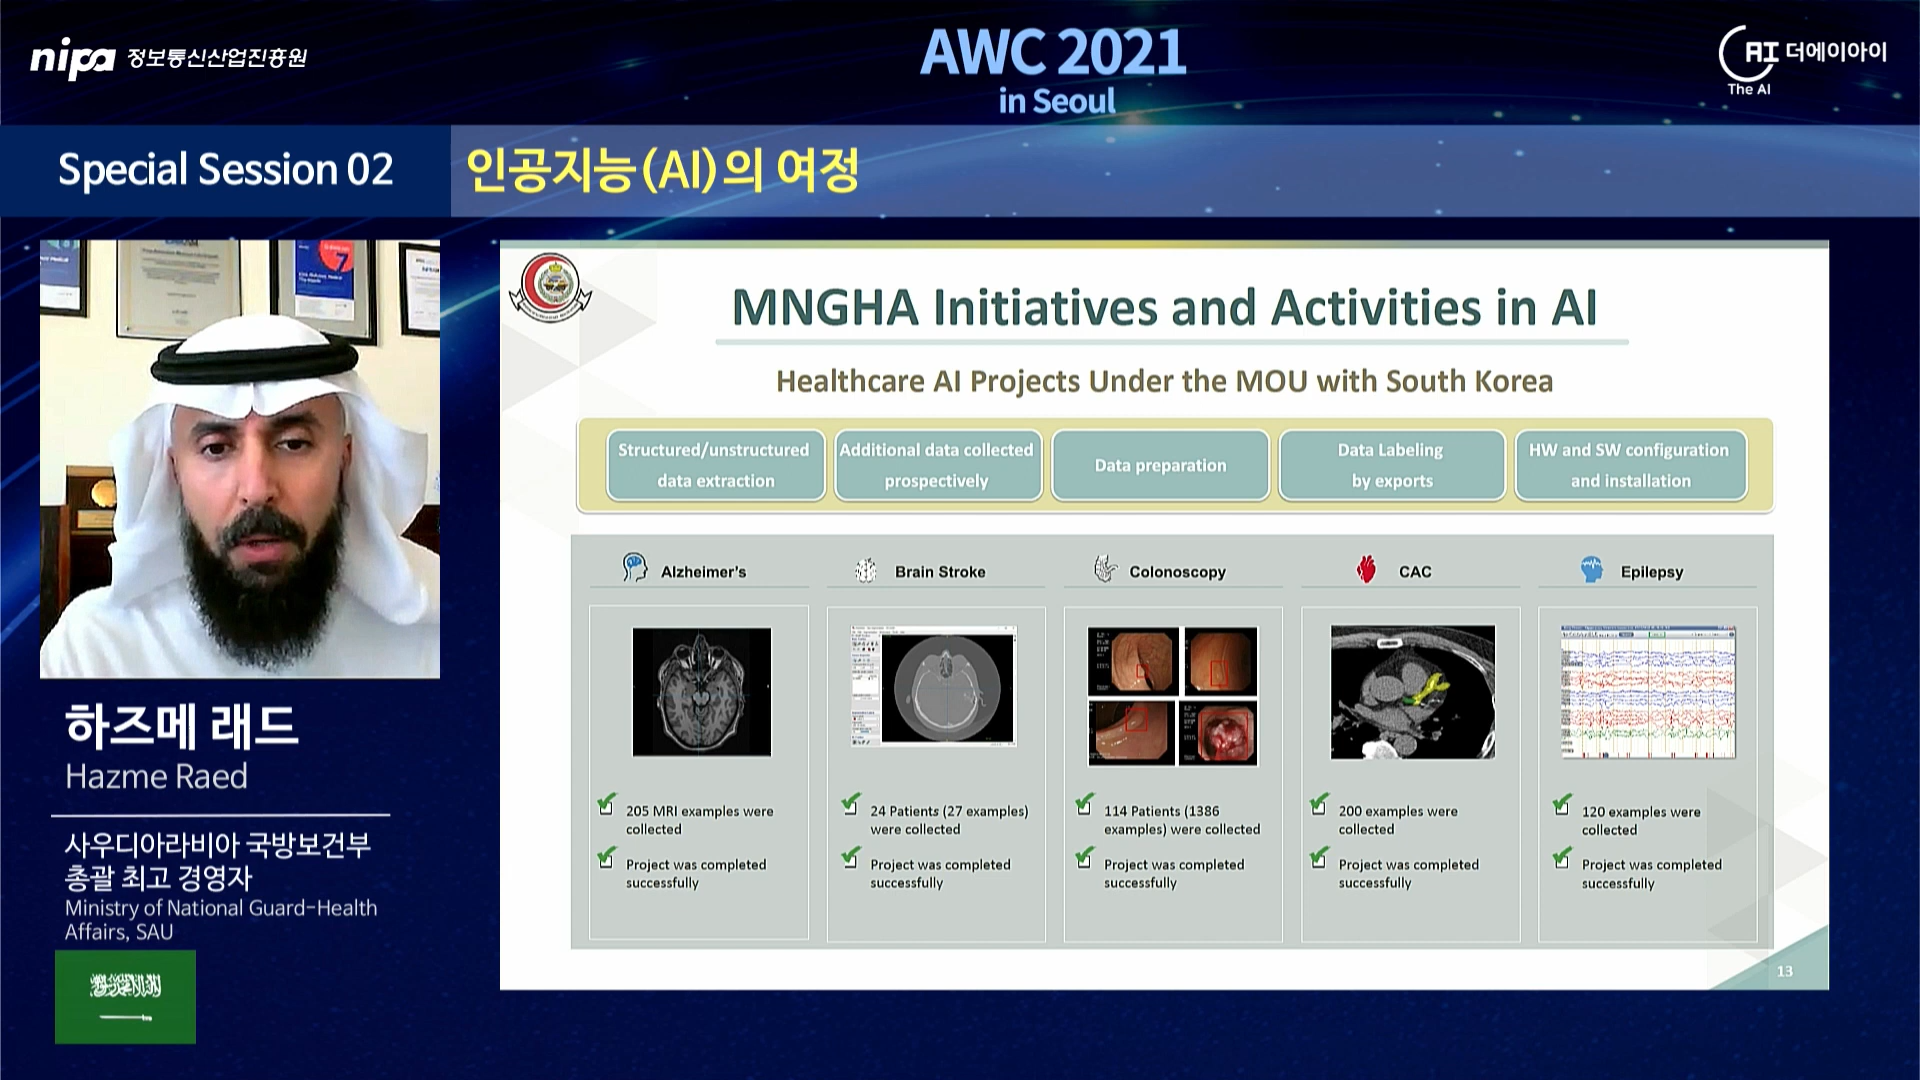 nipa 정보통신산업진흥원
AWC 2021
in Seoul
AI 더에이아이
The AI
Special Session 02
인공지능(AI)의 여정
하즈메 래드
Hazme Raed
사우디아라비아 국방보건부
총괄 최고 경영자
Ministry of National Guard-Health
Affairs, SAU
MNGHA Initiatives and Activities in AI
Healthcare AI Projects Under the MOU with South Korea
Structured/unstructured
data extraction
Additional data collected
prospectively
Data preparation
Data Labeling
by exports
HW and SW configuration
and installation
Alzheimer's
205 MRI examples were
collected
Project was completed
successfully
Brain Stroke
24 Patients (27 examples)
were collected
Project was completed
successfully
Colonoscopy
114 Patients (1386
examples) were collected
Project was completed
successfully
CAC
200 examples were
collected
Project was completed
successfully
Epilepsy
120 examples were
collected
Project was completed
successfully
13